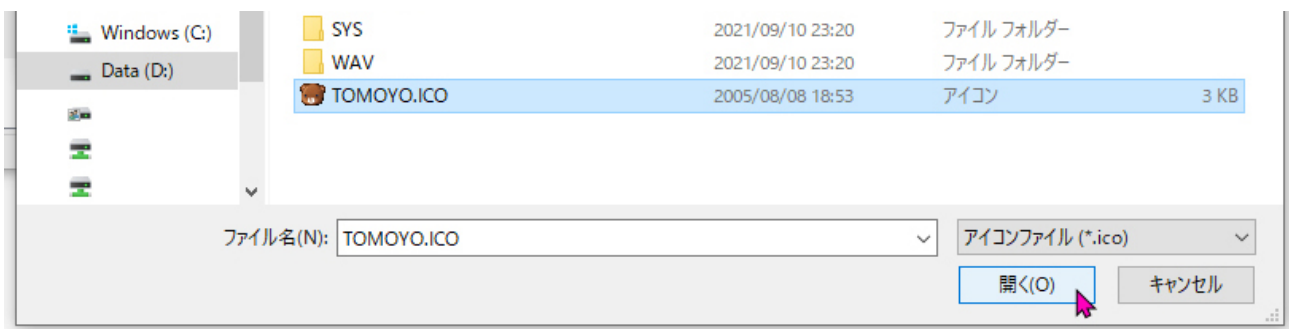 Windows (C:)
Data (D:)
SYS 2021/09/10 23:20 ファイル フォルダー
WAV 2021/09/10 23:20 ファイル フォルダー
TOMOYO.ICO 2005/08/08 18:53 アイコン 3 KB
ファイル名(N): TOMOYO.ICO アイコンファイル (*.ico)
開く(O) キャンセル